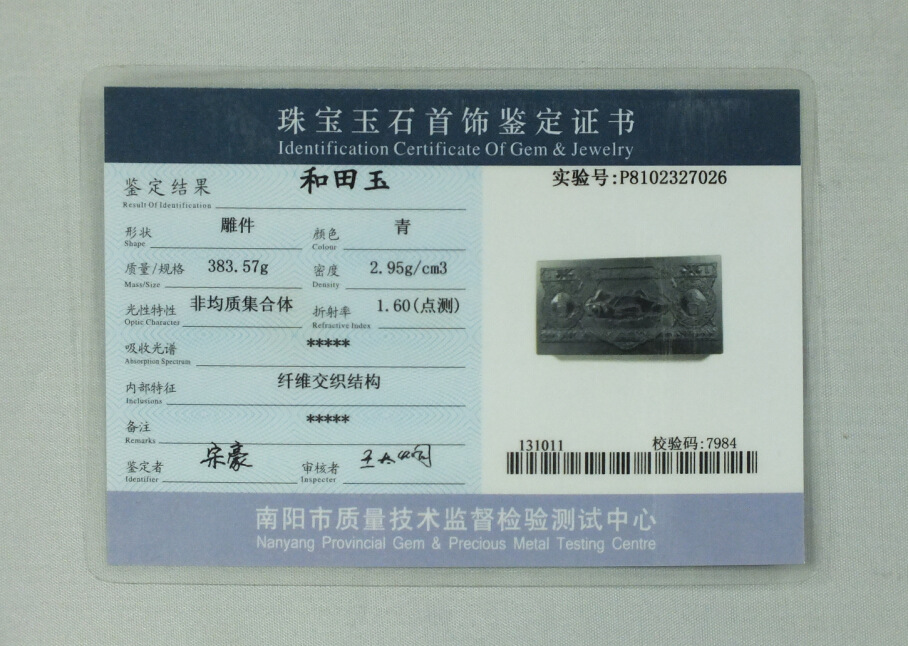 珠宝玉石首饰鉴定证书
Identification Certificate Of Gem & Jewelry
鉴定结果 和田玉
Result Of Identification
形状 雕件 颜色 青
Shape Colour
质量/规格 383.57g 密度 2.95g/cm3
Mass/Size Density
光性特性 非均质集合体 折射率 1.60(点测)
Optic Character Refractive Index
吸收光谱 *****
Absorption Spectrum
内部特征 纤维交织结构
Inclusions
备注 *****
Remarks
鉴定者 宋豪 审核者
Identifier Inspecter
实验号:P8102327026
131011 校验码:7984
南阳市质量技术监督检验测试中心
Nanyang Provincial Gem & Precious Metal Testing Centre